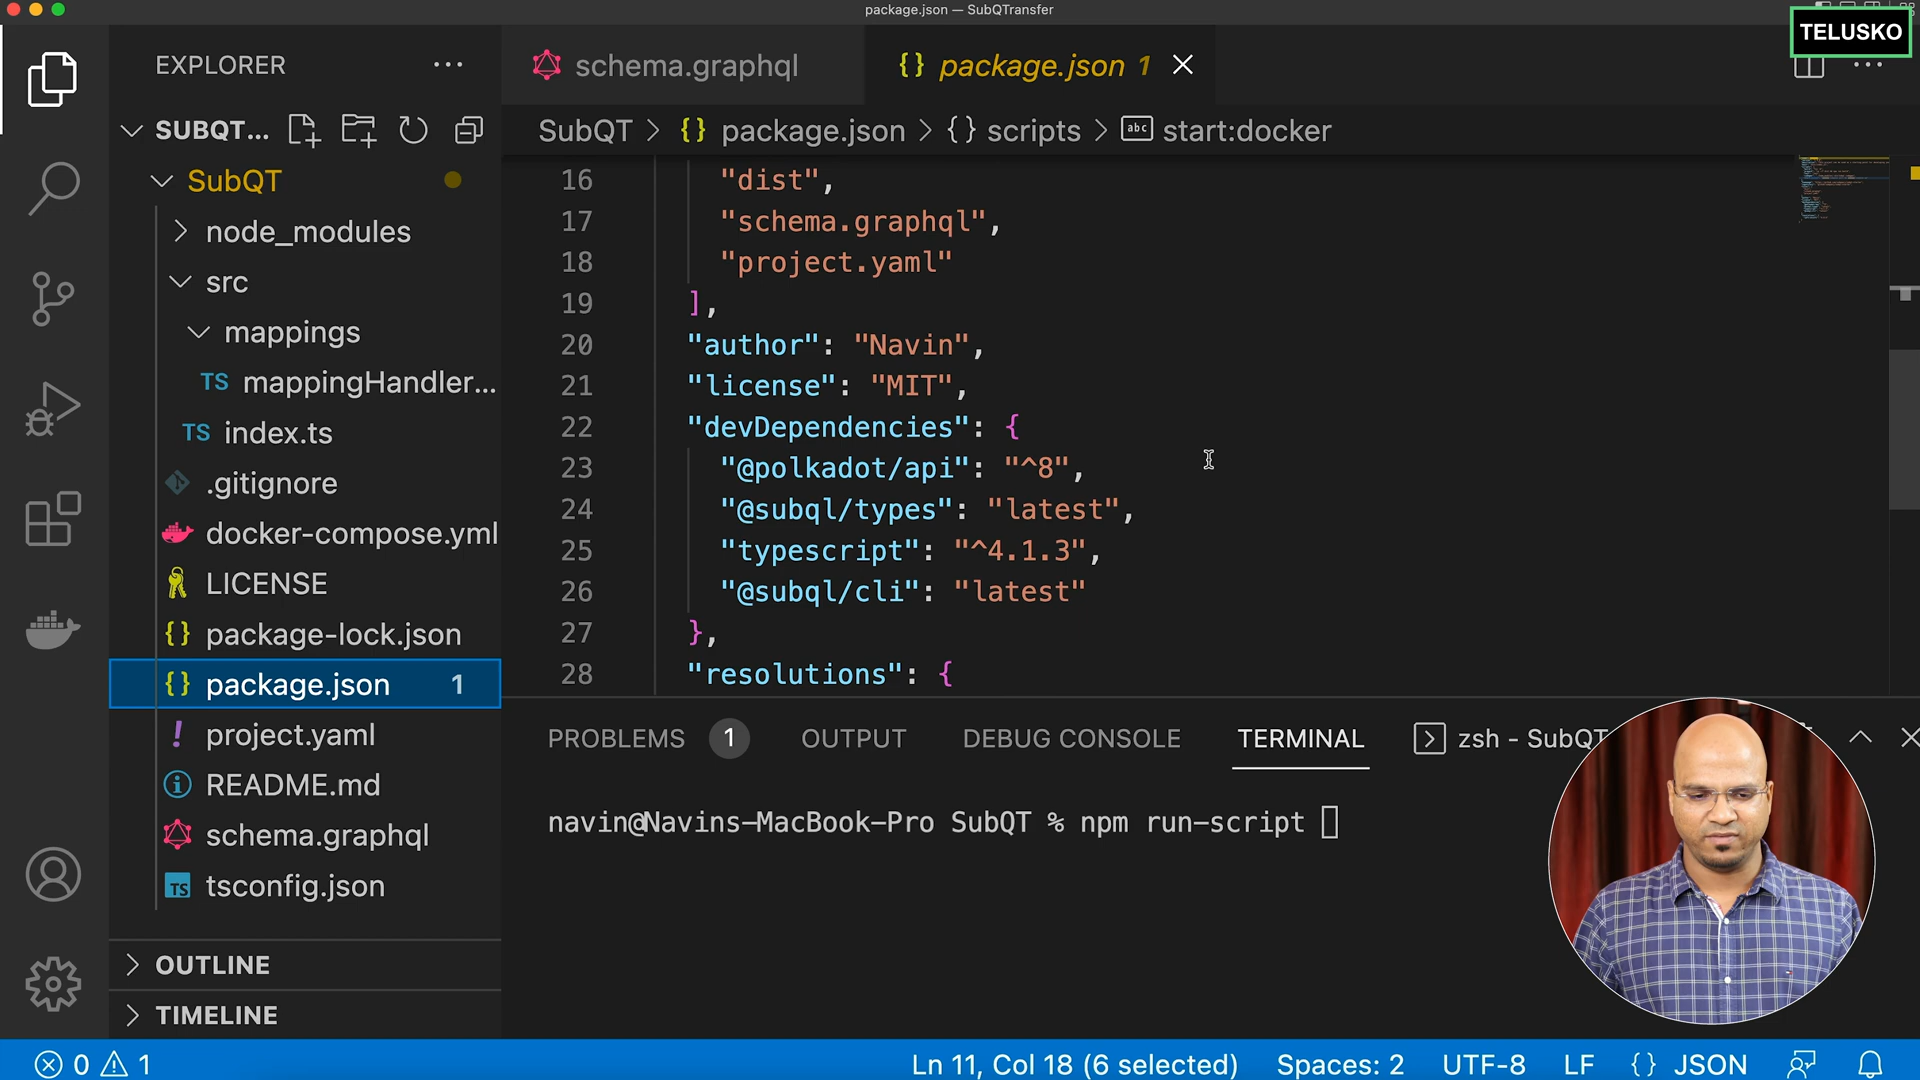 package.json — SubQTransfer
TELUSKO
EXPLORER
schema.graphql
{} package.json 1
SUBQT...
SubQT > {} package.json > {} scripts > abc start:docker
SubQT
node_modules
src
mappings
TS mappingHandler...
TS index.ts
.gitignore
docker-compose.yml
LICENSE
{} package-lock.json
{} package.json 1
! project.yaml
README.md
schema.graphql
TS tsconfig.json
OUTLINE
TIMELINE
16 "dist",
17 "schema.graphql",
18 "project.yaml"
19 ],
20 "author": "Navin",
21 "license": "MIT",
22 "devDependencies": {
23 "@polkadot/api": "^8",
24 "@subql/types": "latest",
25 "typescript": "^4.1.3",
26 "@subql/cli": "latest"
27 },
28 "resolutions": {
PROBLEMS 1 OUTPUT DEBUG CONSOLE TERMINAL zsh - SubQT
navin@Navins-MacBook-Pro SubQT % npm run-script
0 1 Ln 11, Col 18 (6 selected) Spaces: 2 UTF-8 LF {} JSON